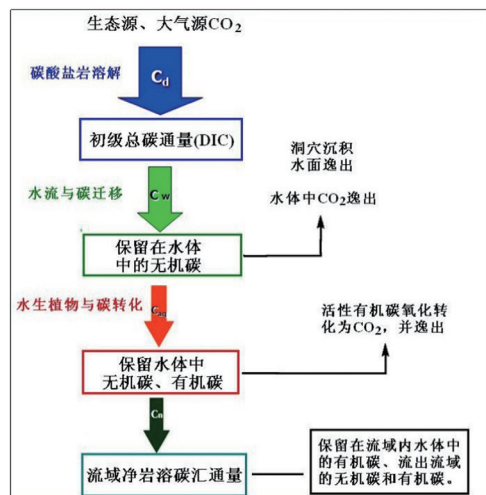 生态源、大气源CO₂
碳酸盐岩溶解
Cd
初级总碳通量(DIC)
洞穴沉积
水面逸出
水流与碳迁移
Cw
水体中CO₂逸出
保留在水体
中的无机碳
水生植物与碳转化
Caq
活性有机碳氧化转
化为CO₂，并逸出
保留水体中
无机碳、有机碳
Cn
流域净岩溶碳汇通量
保留在流域内水体中
的有机碳、流出流域
的无机碳和有机碳。